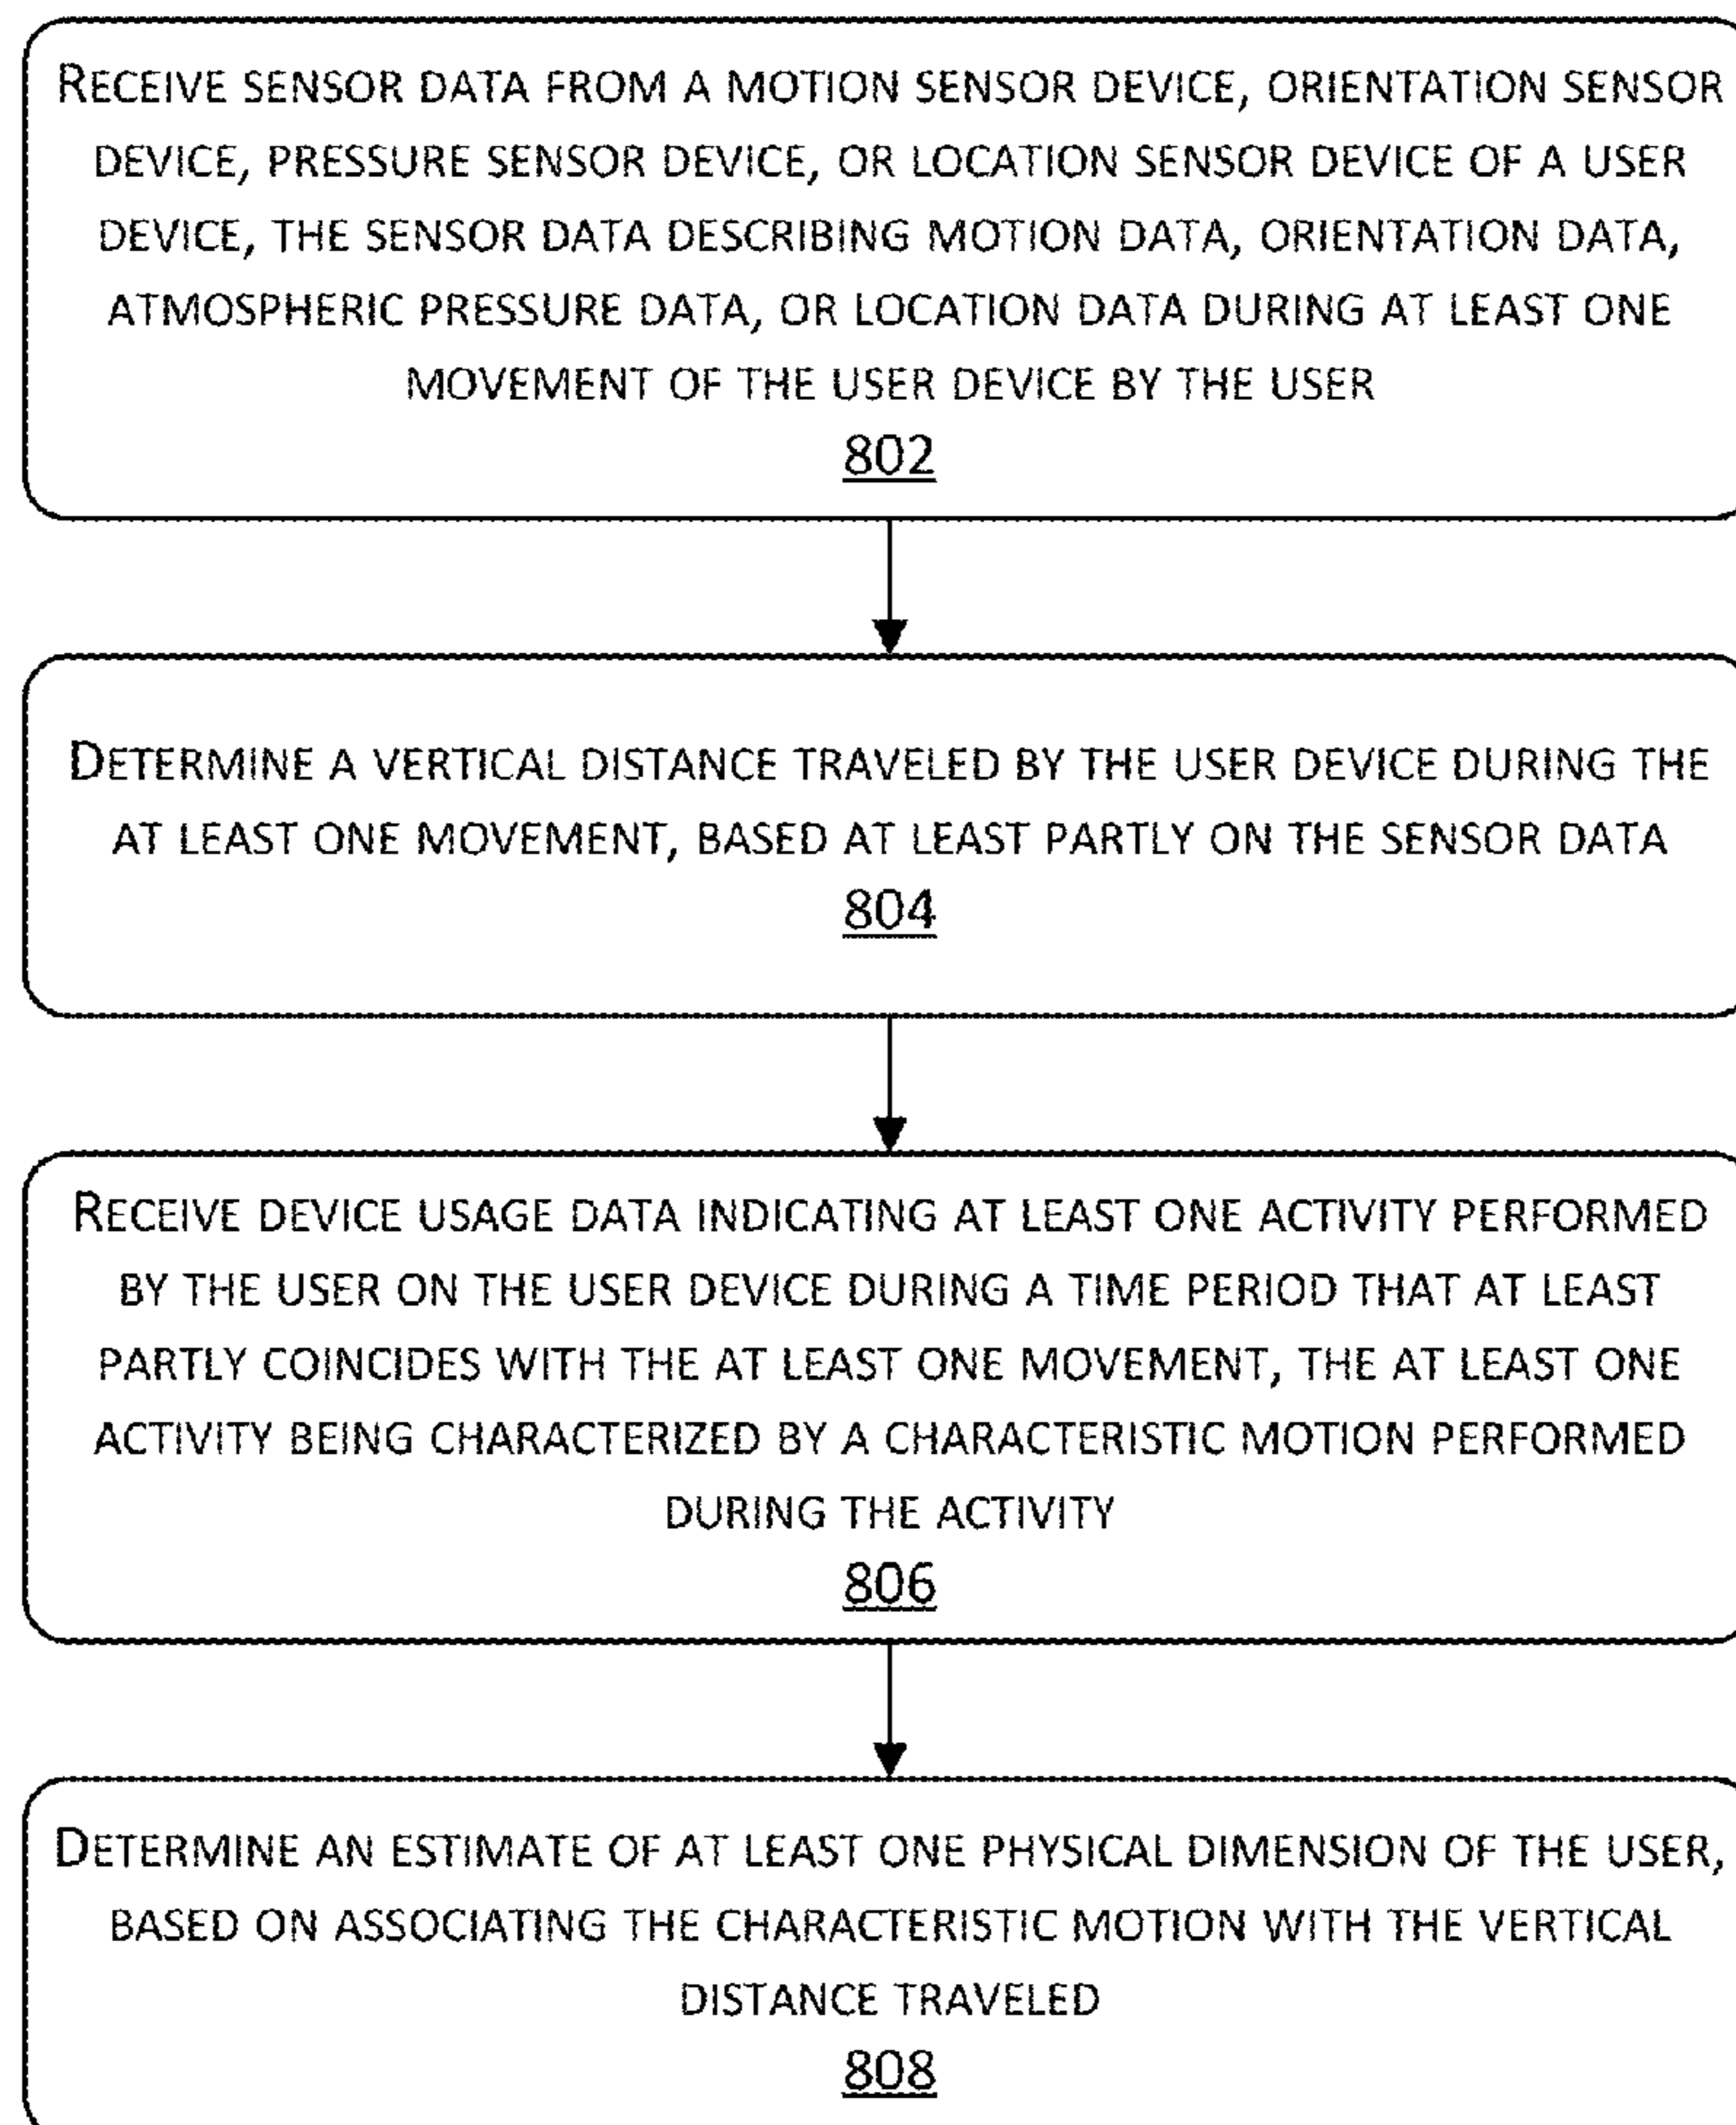 RECEIVE SENSOR DATA FROM A MOTION SENSOR DEVICE, ORIENTATION SENSOR
DEVICE, PRESSURE SENSOR DEVICE, OR LOCATION SENSOR DEVICE OF A USER
DEVICE, THE SENSOR DATA DESCRIBING MOTION DATA, ORIENTATION DATA,
ATMOSPHERIC PRESSURE DATA, OR LOCATION DATA DURING AT LEAST ONE
MOVEMENT OF THE USER DEVICE BY THE USER
802
DETERMINE A VERTICAL DISTANCE TRAVELED BY THE USER DEVICE DURING THE
AT LEAST ONE MOVEMENT, BASED AT LEAST PARTLY ON THE SENSOR DATA
804
RECEIVE DEVICE USAGE DATA INDICATING AT LEAST ONE ACTIVITY PERFORMED
BY THE USER ON THE USER DEVICE DURING A TIME PERIOD THAT AT LEAST
PARTLY COINCIDES WITH THE AT LEAST ONE MOVEMENT, THE AT LEAST ONE
ACTIVITY BEING CHARACTERIZED BY A CHARACTERISTIC MOTION PERFORMED
DURING THE ACTIVITY
806
DETERMINE AN ESTIMATE OF AT LEAST ONE PHYSICAL DIMENSION OF THE USER,
BASED ON ASSOCIATING THE CHARACTERISTIC MOTION WITH THE VERTICAL
DISTANCE TRAVELED
808